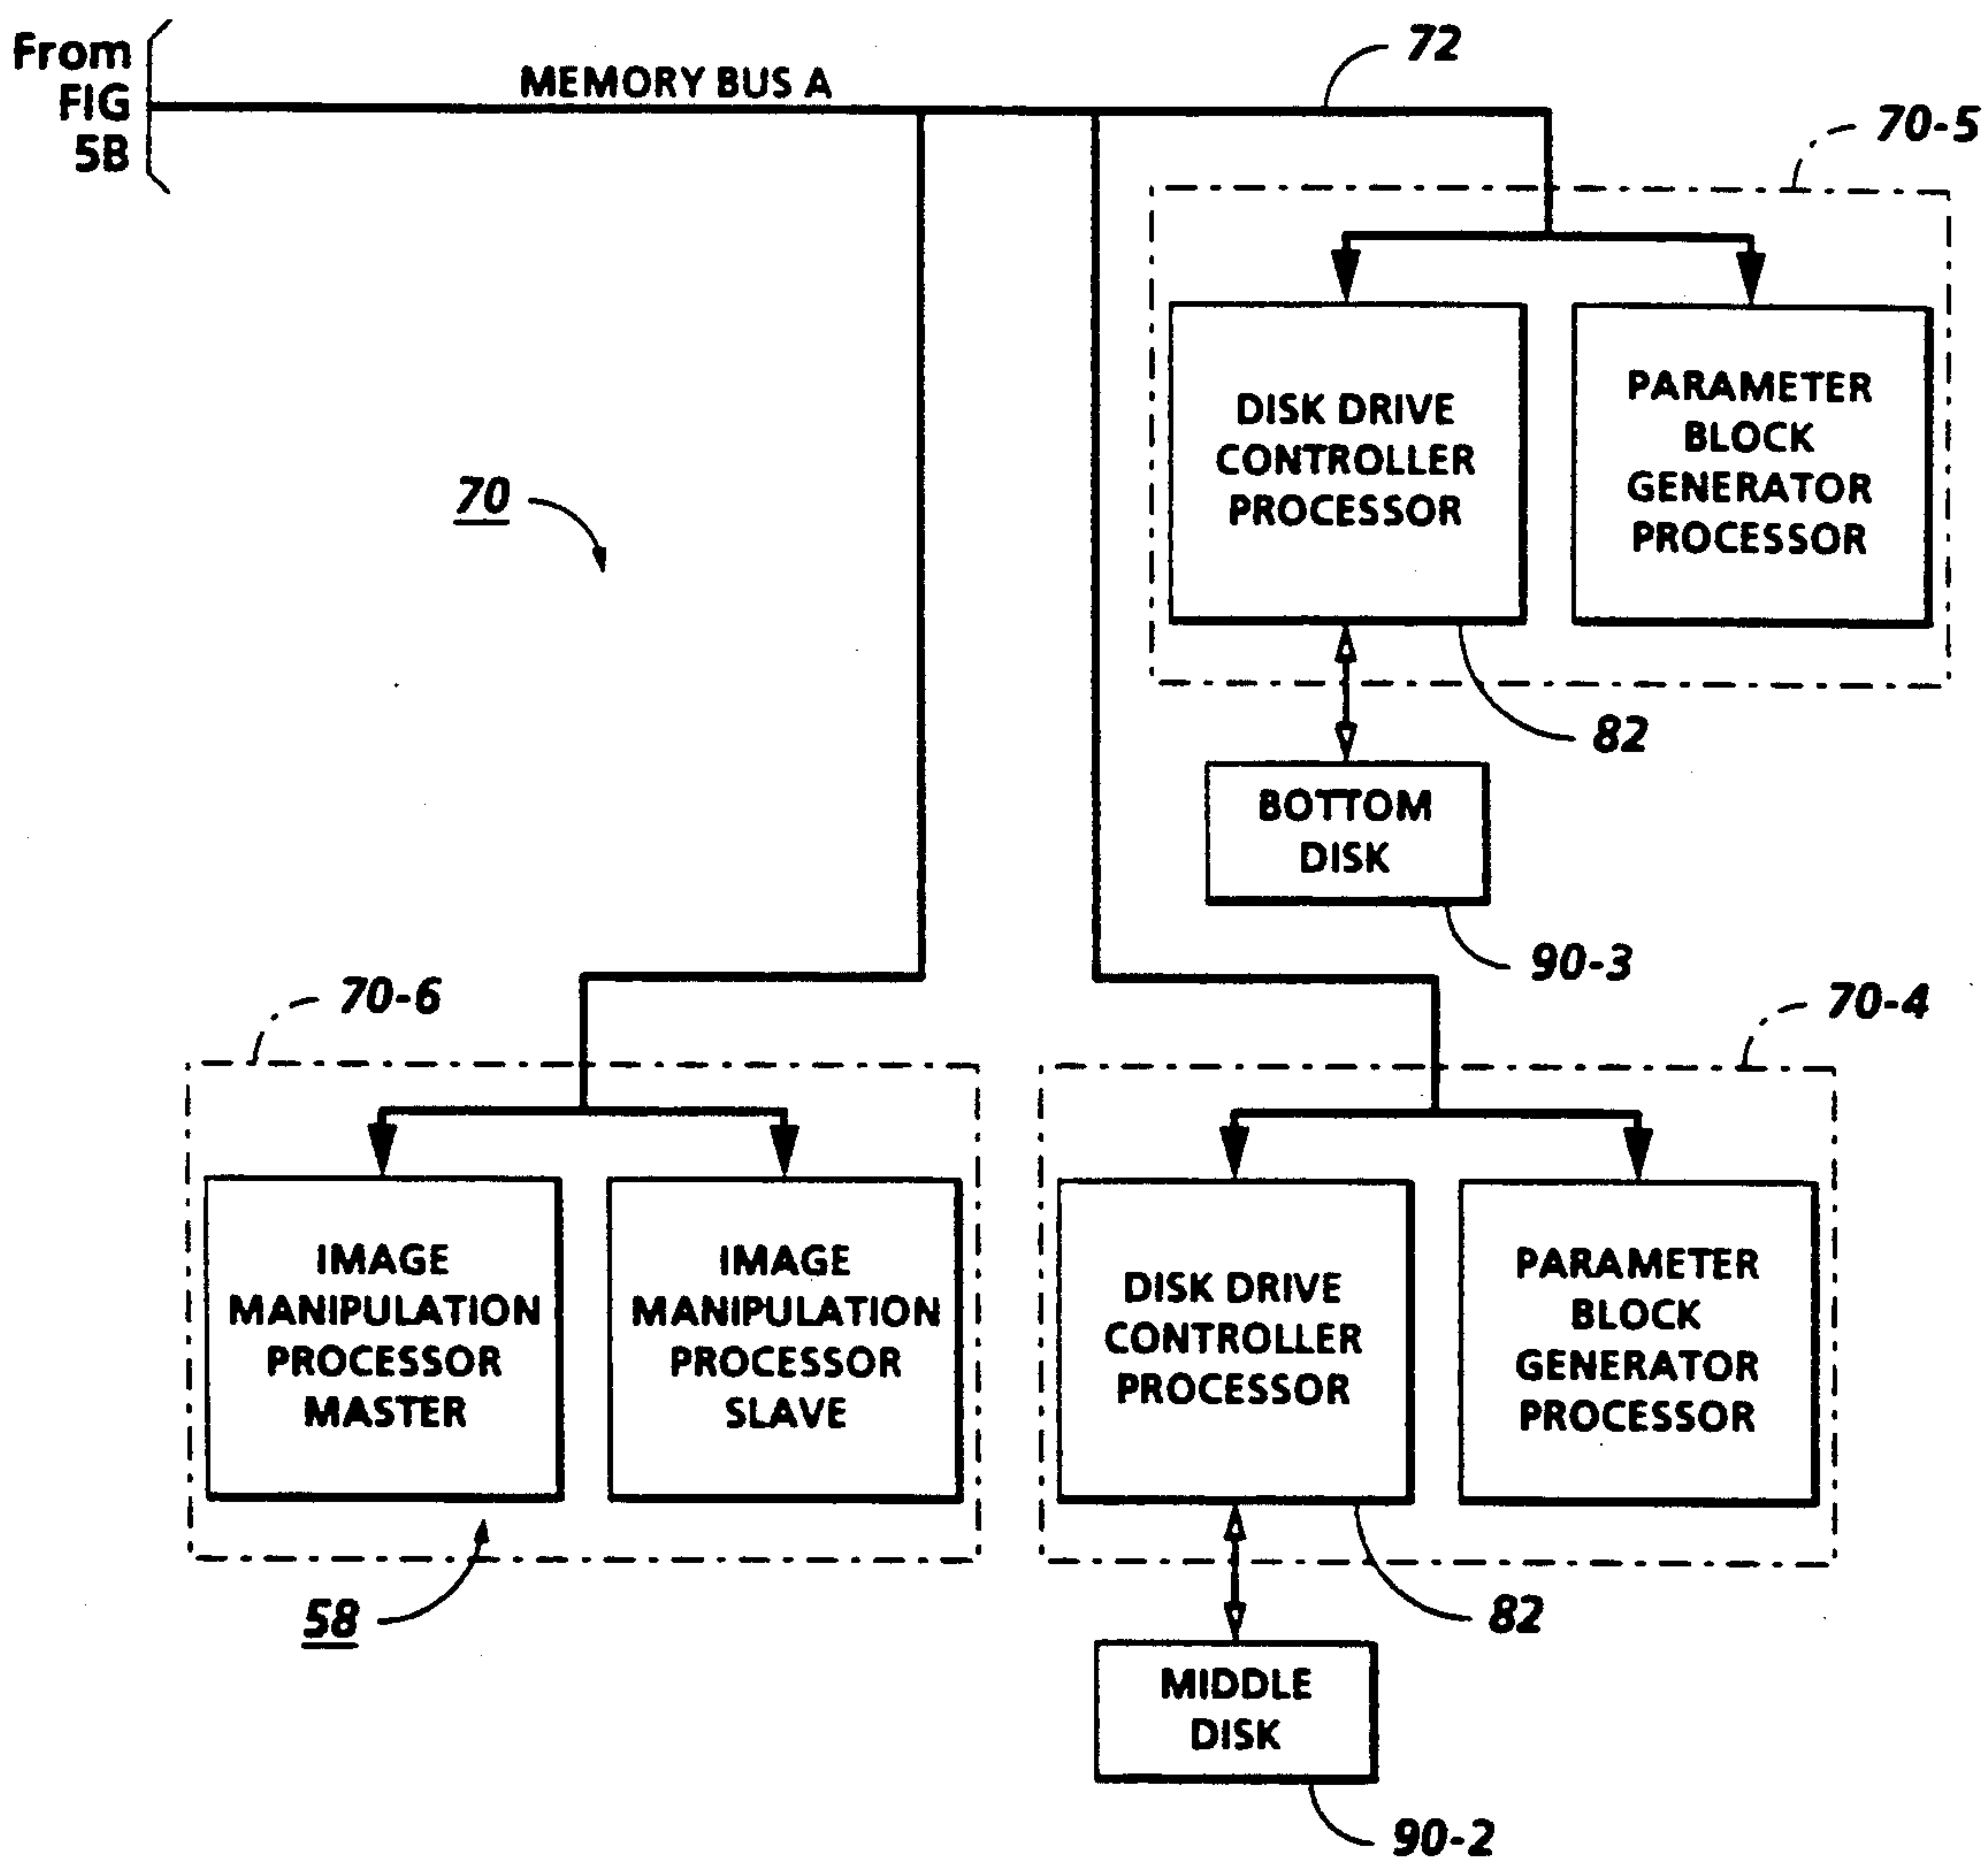 From
FIG
5B
MEMORY BUS A
72
70-5
DISK DRIVE
CONTROLLER
PROCESSOR
PARAMETER
BLOCK
GENERATOR
PROCESSOR
70
82
BOTTOM
DISK
90-3
70-6
70-4
IMAGE
MANIPULATION
PROCESSOR
MASTER
IMAGE
MANIPULATION
PROCESSOR
SLAVE
DISK DRIVE
CONTROLLER
PROCESSOR
PARAMETER
BLOCK
GENERATOR
PROCESSOR
58
82
MIDDLE
DISK
90-2